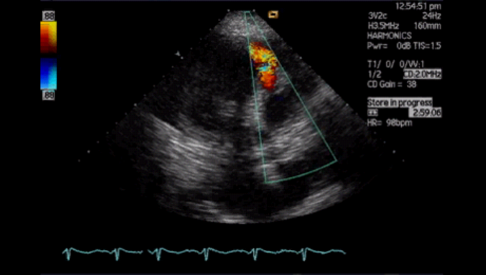 12:54:51 pm
3V2c 24Hz
H3.5MHz 160mm
HARMONICS
Pwr= 0dB TIS=1.5
T1/ 0/ 0/W:1
1/2 CD:2.0MHz
CD Gain = 38
Store in progress
2:59:06
HR= 98bpm
.88
.88